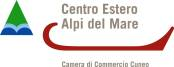 Centro Estero
Alpi del Mare
Camera di Commercio Cuneo